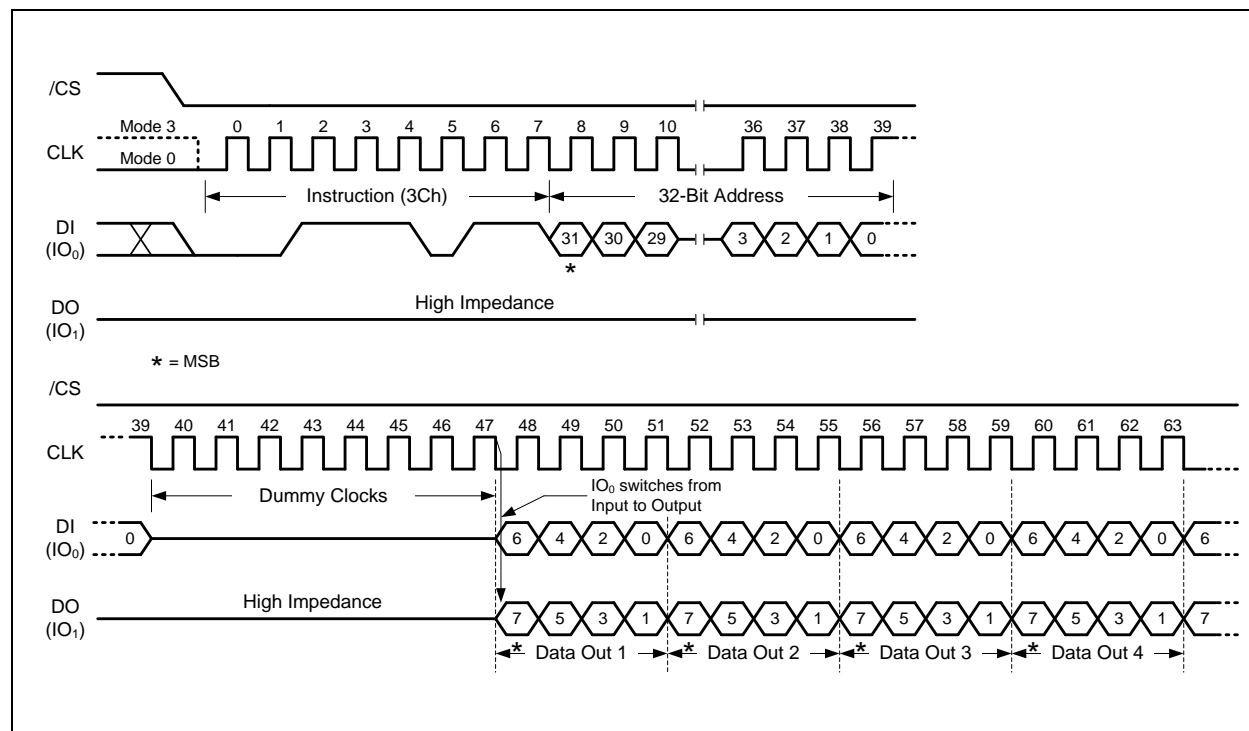 /CS
Mode 3 0 1 2 3 4 5 6 7 8 9 10 36 37 38 39
CLK
Mode 0
Instruction (3Ch) 32-Bit Address
DI
(IO₀)
31 30 29 3 2 1 0
*
High Impedance
DO
(IO₁)
* = MSB
/CS
39 40 41 42 43 44 45 46 47 48 49 50 51 52 53 54 55 56 57 58 59 60 61 62 63
CLK
Dummy Clocks
IO₀ switches from
Input to Output
DI
(IO₀)
0 6 4 2 0 6 4 2 0 6 4 2 0 6 4 2 0 6
High Impedance
DO
(IO₁)
7 5 3 1 7 5 3 1 7 5 3 1 7 5 3 1 7
* Data Out 1 * Data Out 2 * Data Out 3 * Data Out 4